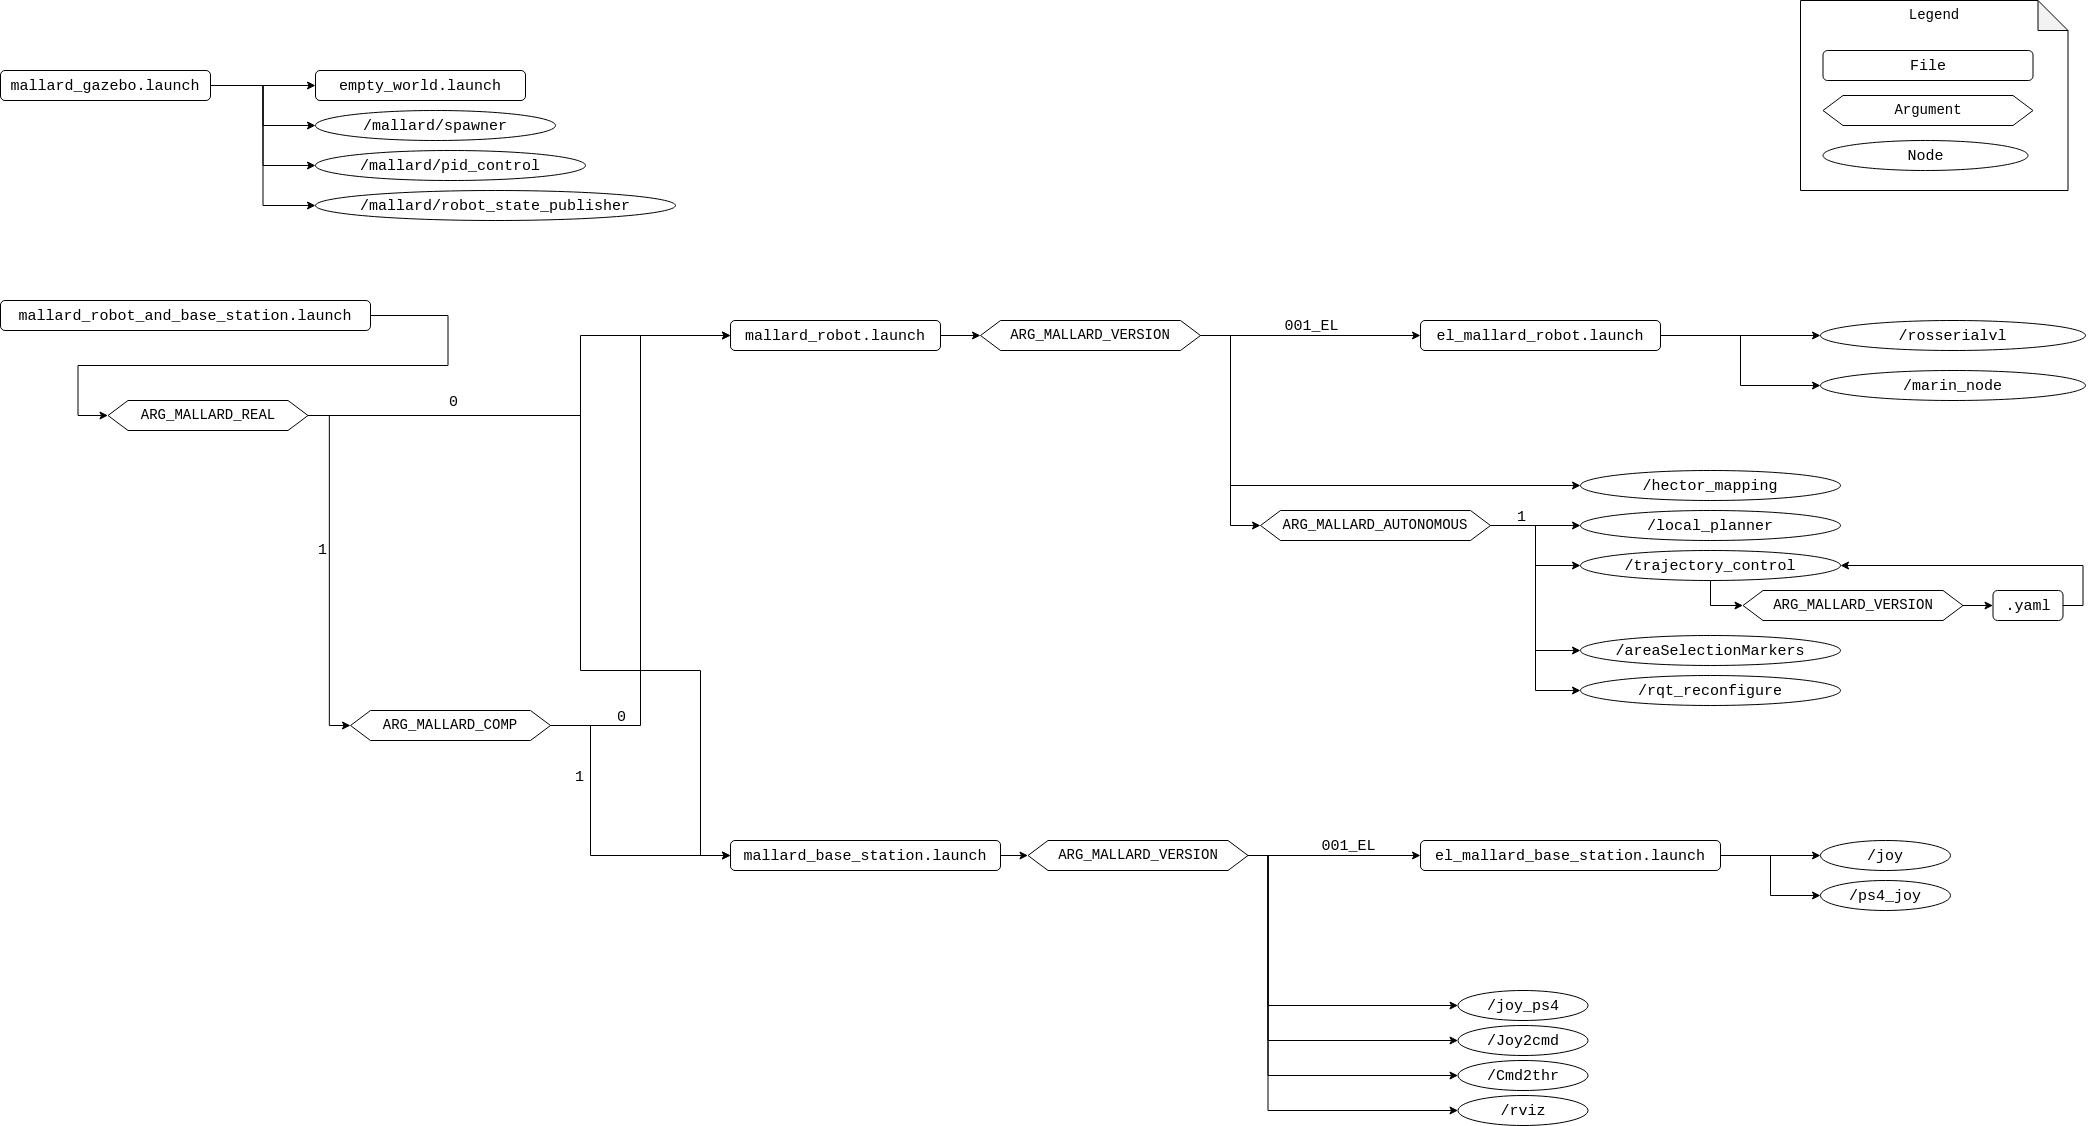 Legend
File
Argument
Node
mallard_gazebo.launch
empty_world.launch
/mallard/spawner
/mallard/pid_control
/mallard/robot_state_publisher
mallard_robot_and_base_station.launch
ARG_MALLARD_REAL
0
1
ARG_MALLARD_COMP
0
1
mallard_robot.launch
ARG_MALLARD_VERSION
001_EL
el_mallard_robot.launch
/rosserialvl
/marin_node
/hector_mapping
ARG_MALLARD_AUTONOMOUS
1
/local_planner
/trajectory_control
ARG_MALLARD_VERSION
.yaml
/areaSelectionMarkers
/rqt_reconfigure
mallard_base_station.launch
ARG_MALLARD_VERSION
001_EL
el_mallard_base_station.launch
/joy
/ps4_joy
/joy_ps4
/Joy2cmd
/Cmd2thr
/rviz